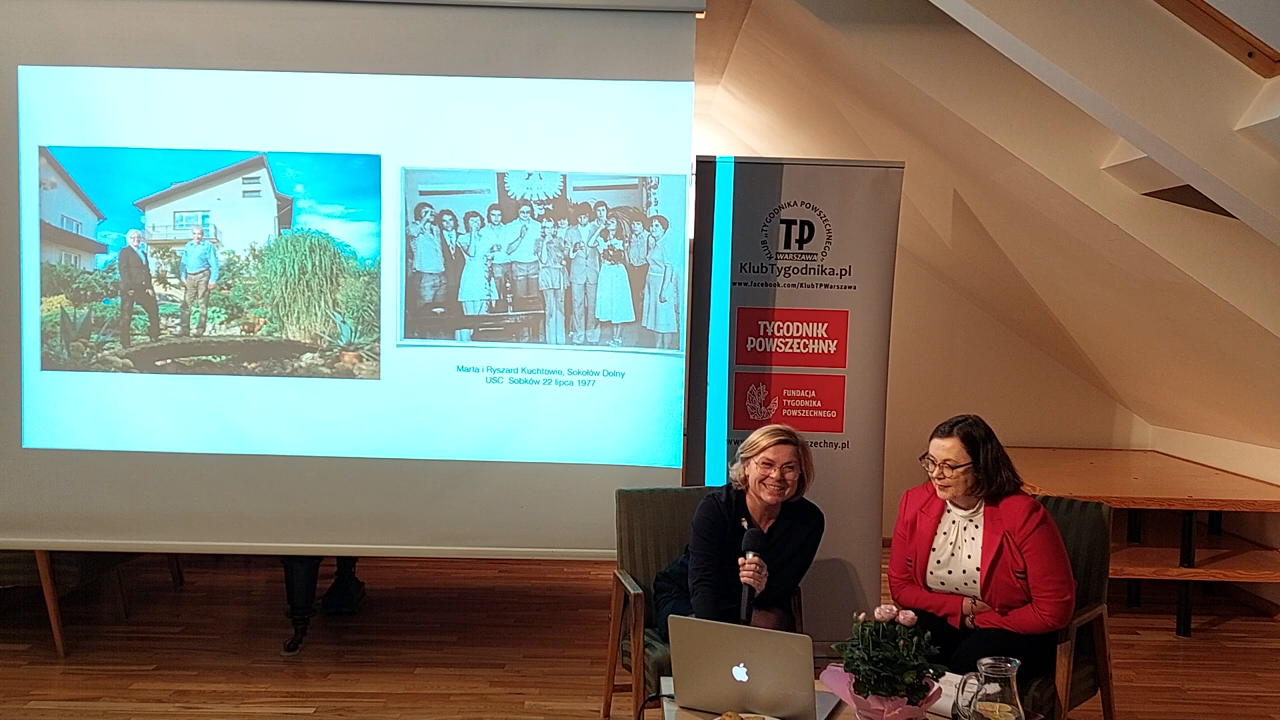 Marta i Ryszard Kuchtowie, Sokołów Dolny
USC Sobków 22 lipca 1977
KLUB „TYGODNIKA POWSZECHNEGO”
TP
WARSZAWA
KlubTygodnika.pl
www.facebook.com/KlubTPWarszawa
TYGODNIK
POWSZECHNY
FUNDACJA
TYGODNIKA
POWSZECHNEGO